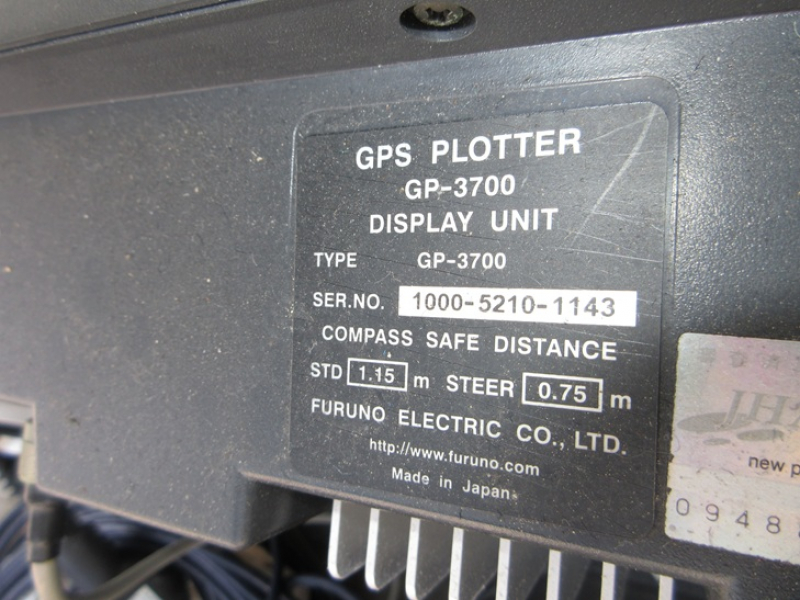 GPS PLOTTER
GP-3700
DISPLAY UNIT
TYPE GP-3700
SER.NO. 1000-5210-1143
COMPASS SAFE DISTANCE
STD 1.15 m STEER 0.75 m
FURUNO ELECTRIC CO., LTD.
http://www.furuno.com
Made in Japan
new
0948